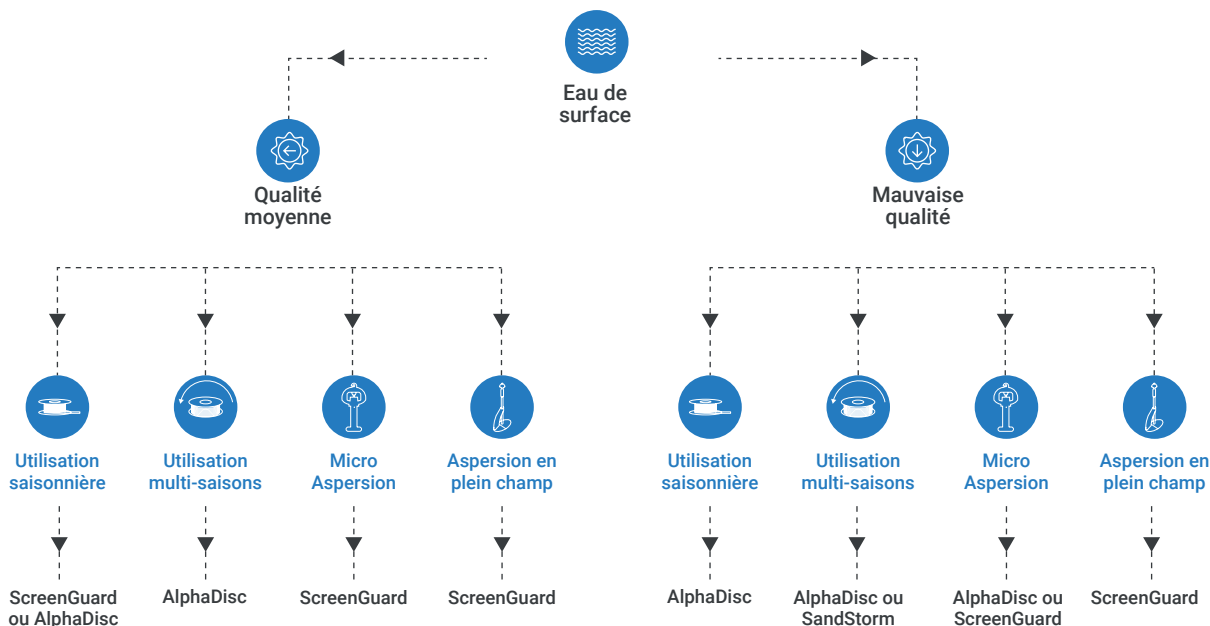 Eau de
surface
Qualité
moyenne
Mauvaise
qualité
Utilisation
saisonnière
Utilisation
multi-saisons
Micro
Aspersion
Aspersion en
plein champ
Utilisation
saisonnière
Utilisation
multi-saisons
Micro
Aspersion
Aspersion en
plein champ
ScreenGuard
ou AlphaDisc
AlphaDisc
ScreenGuard
ScreenGuard
AlphaDisc
AlphaDisc ou
SandStorm
AlphaDisc ou
ScreenGuard
ScreenGuard